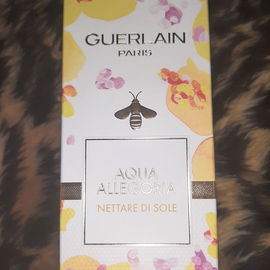 GUERLAIN
PARIS
AQUA
ALLEGORIA
NETTARE DI SOLE